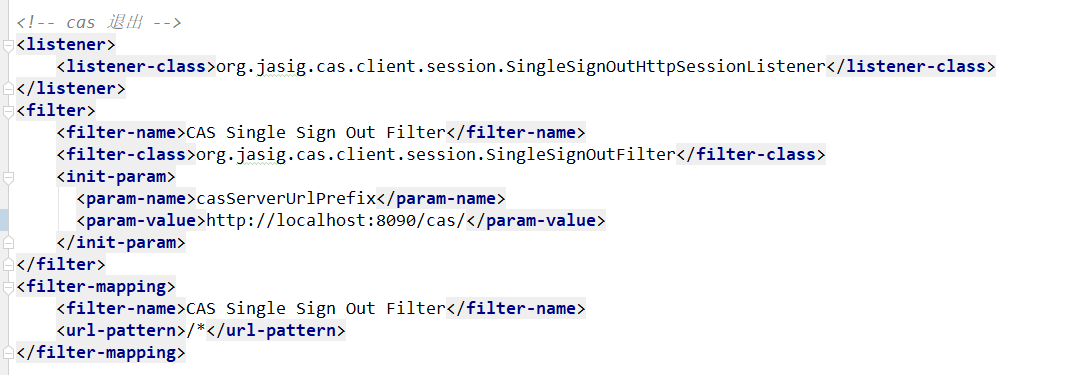 <!-- cas 退出 -->
<listener>
    <listener-class>org.jasig.cas.client.session.SingleSignOutHttpSessionListener</listener-class>
</listener>
<filter>
    <filter-name>CAS Single Sign Out Filter</filter-name>
    <filter-class>org.jasig.cas.client.session.SingleSignOutFilter</filter-class>
    <init-param>
      <param-name>casServerUrlPrefix</param-name>
      <param-value>http://localhost:8090/cas/</param-value>
    </init-param>
</filter>
<filter-mapping>
    <filter-name>CAS Single Sign Out Filter</filter-name>
    <url-pattern>/*</url-pattern>
</filter-mapping>